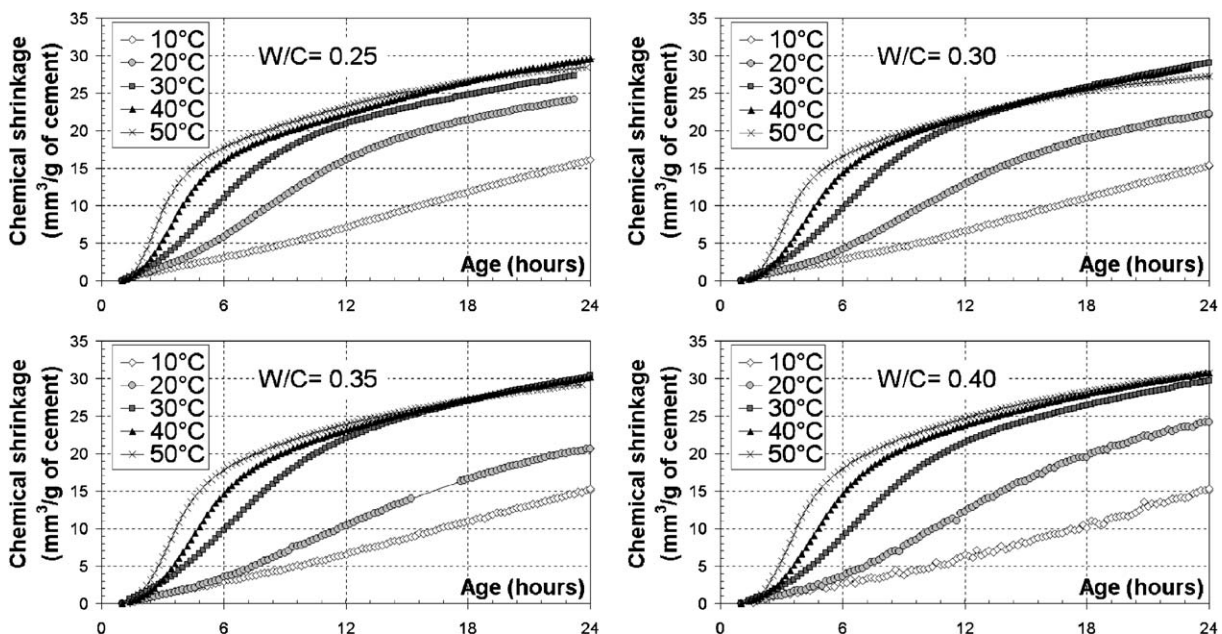 Chemical shrinkage
(mm³/g of cement)
35
30
25
20
15
10
5
0
10°C
20°C
30°C
40°C
50°C
W/C= 0.25
Age (hours)
0 6 12 18 24
Chemical shrinkage
(mm³/g of cement)
35
30
25
20
15
10
5
0
10°C
20°C
30°C
40°C
50°C
W/C= 0.30
Age (hours)
0 6 12 18 24
Chemical shrinkage
(mm³/g of cement)
35
30
25
20
15
10
5
0
10°C
20°C
30°C
40°C
50°C
W/C= 0.35
Age (hours)
0 6 12 18 24
Chemical shrinkage
(mm³/g of cement)
35
30
25
20
15
10
5
0
10°C
20°C
30°C
40°C
50°C
W/C= 0.40
Age (hours)
0 6 12 18 24